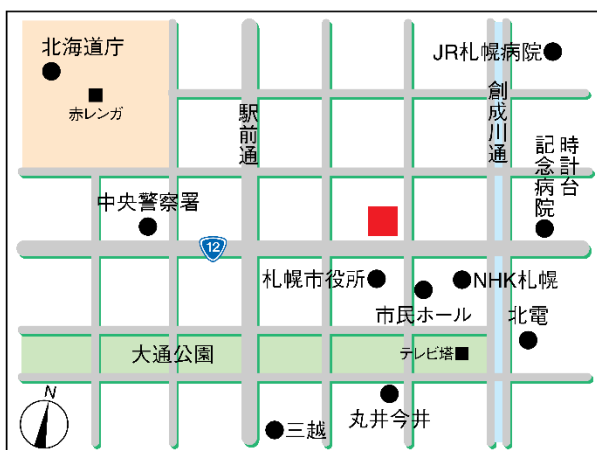 北海道庁
赤レンガ
JR札幌病院
駅前通
創成川通
時計台
記念病院
中央警察署
12
札幌市役所
NHK札幌
市民ホール
北電
大通公園
テレビ塔
丸井今井
三越
N